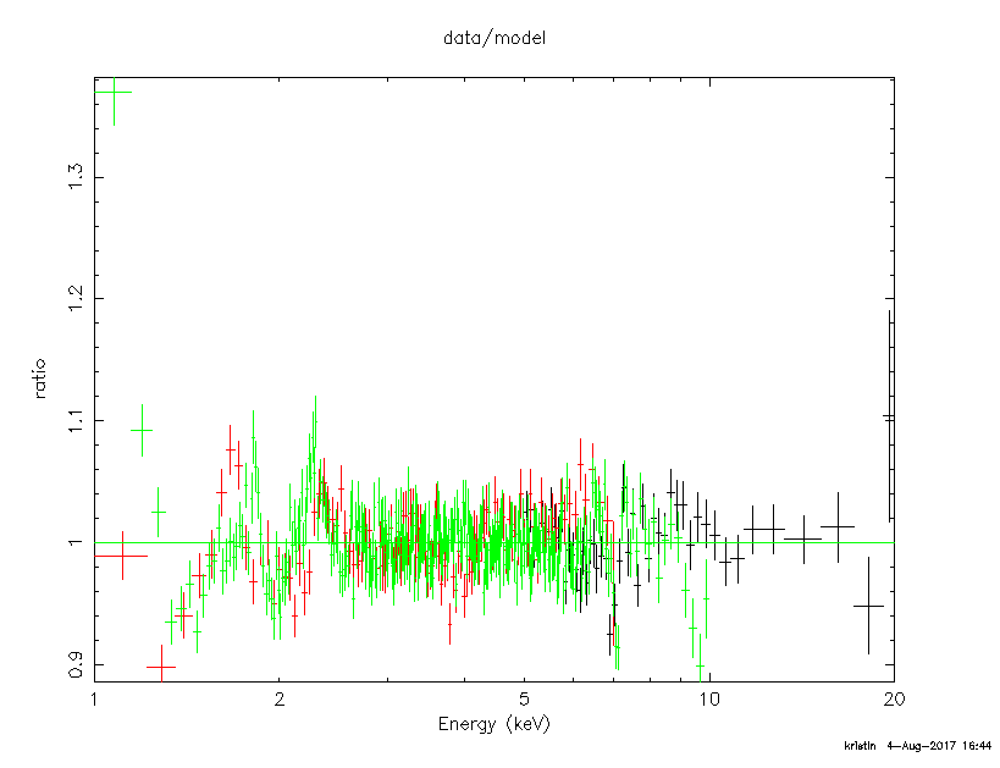 data/model
1.3
1.2
1.1
1
0.9
ratio
1 2 5 10 20
Energy (keV)
kristin 4-Aug-2017 16:44